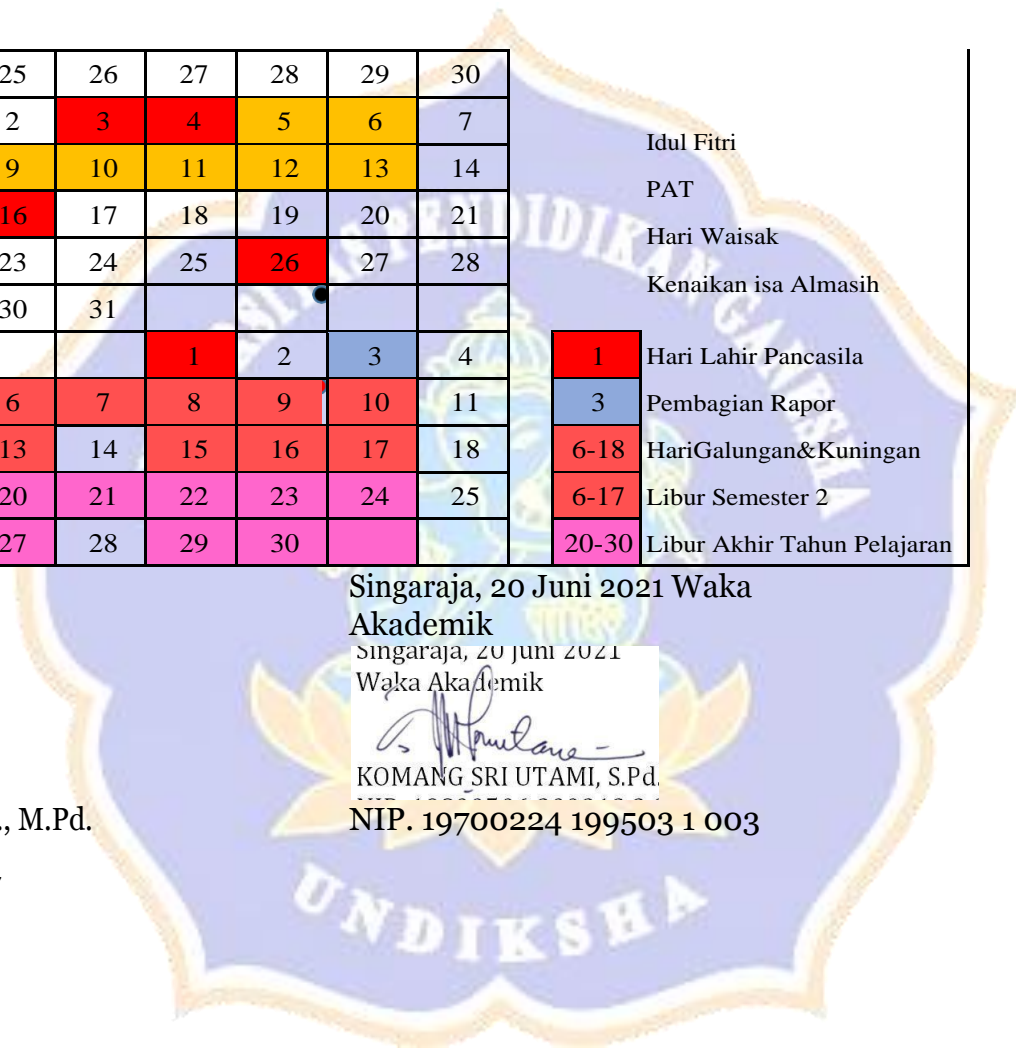 25 26 27 28 29 30
2 3 4 5 6 7
Idul Fitri
9 10 11 12 13 14
PAT
16 17 18 19 20 21
Hari Waisak
23 24 25 26 27 28
Kenaikan isa Almasih
30 31
1 2 3 4 1 Hari Lahir Pancasila
6 7 8 9 10 11 3 Pembagian Rapor
13 14 15 16 17 18 6-18 HariGalungan&Kuningan
20 21 22 23 24 25 6-17 Libur Semester 2
27 28 29 30 20-30 Libur Akhir Tahun Pelajaran
Singaraja, 20 Juni 2021 Waka
Akademik
Singaraja, 20 Juni 2021
Waka Akademik
KOMANG SRI UTAMI, S.Pd.
., M.Pd.
NIP. 19700224 199503 1 003
UNDIKSHA